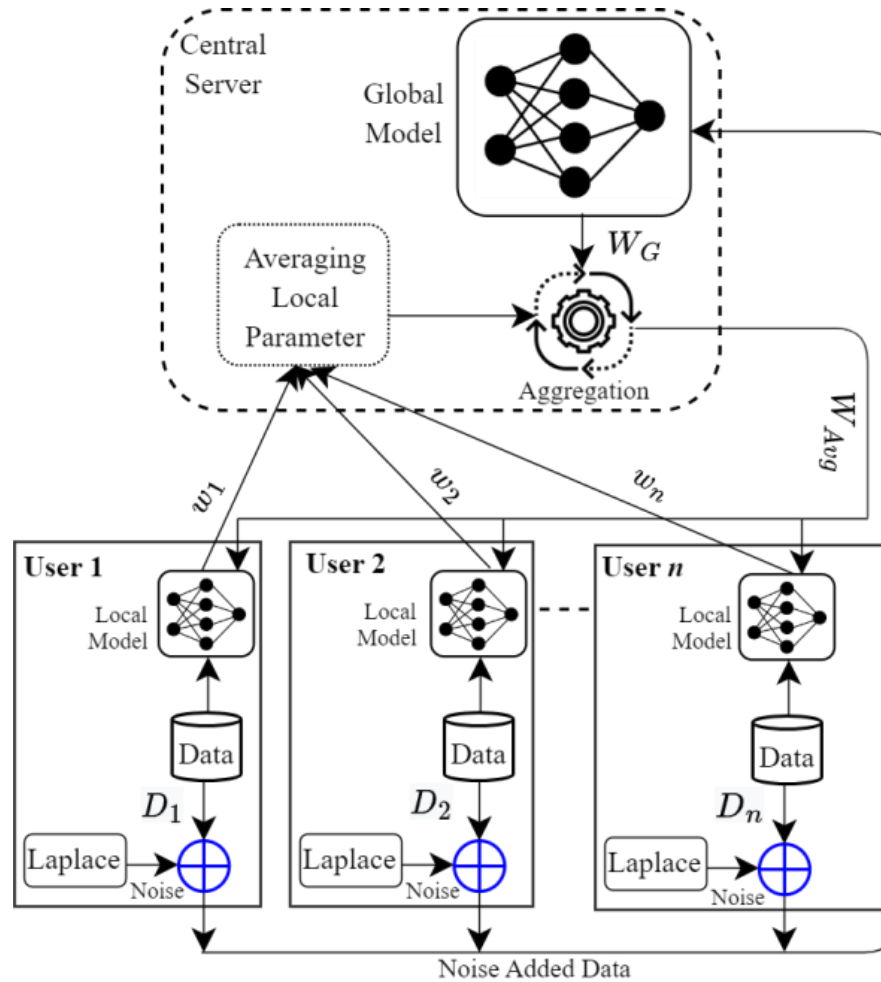 Central
Server
Global
Model
W_G
Averaging
Local
Parameter
Aggregation
W_{Avg}
w_1
w_2
w_n
User 1
Local
Model
Data
D_1
Laplace
Noise
User 2
Local
Model
Data
D_2
Laplace
Noise
User n
Local
Model
Data
D_n
Laplace
Noise
Noise Added Data